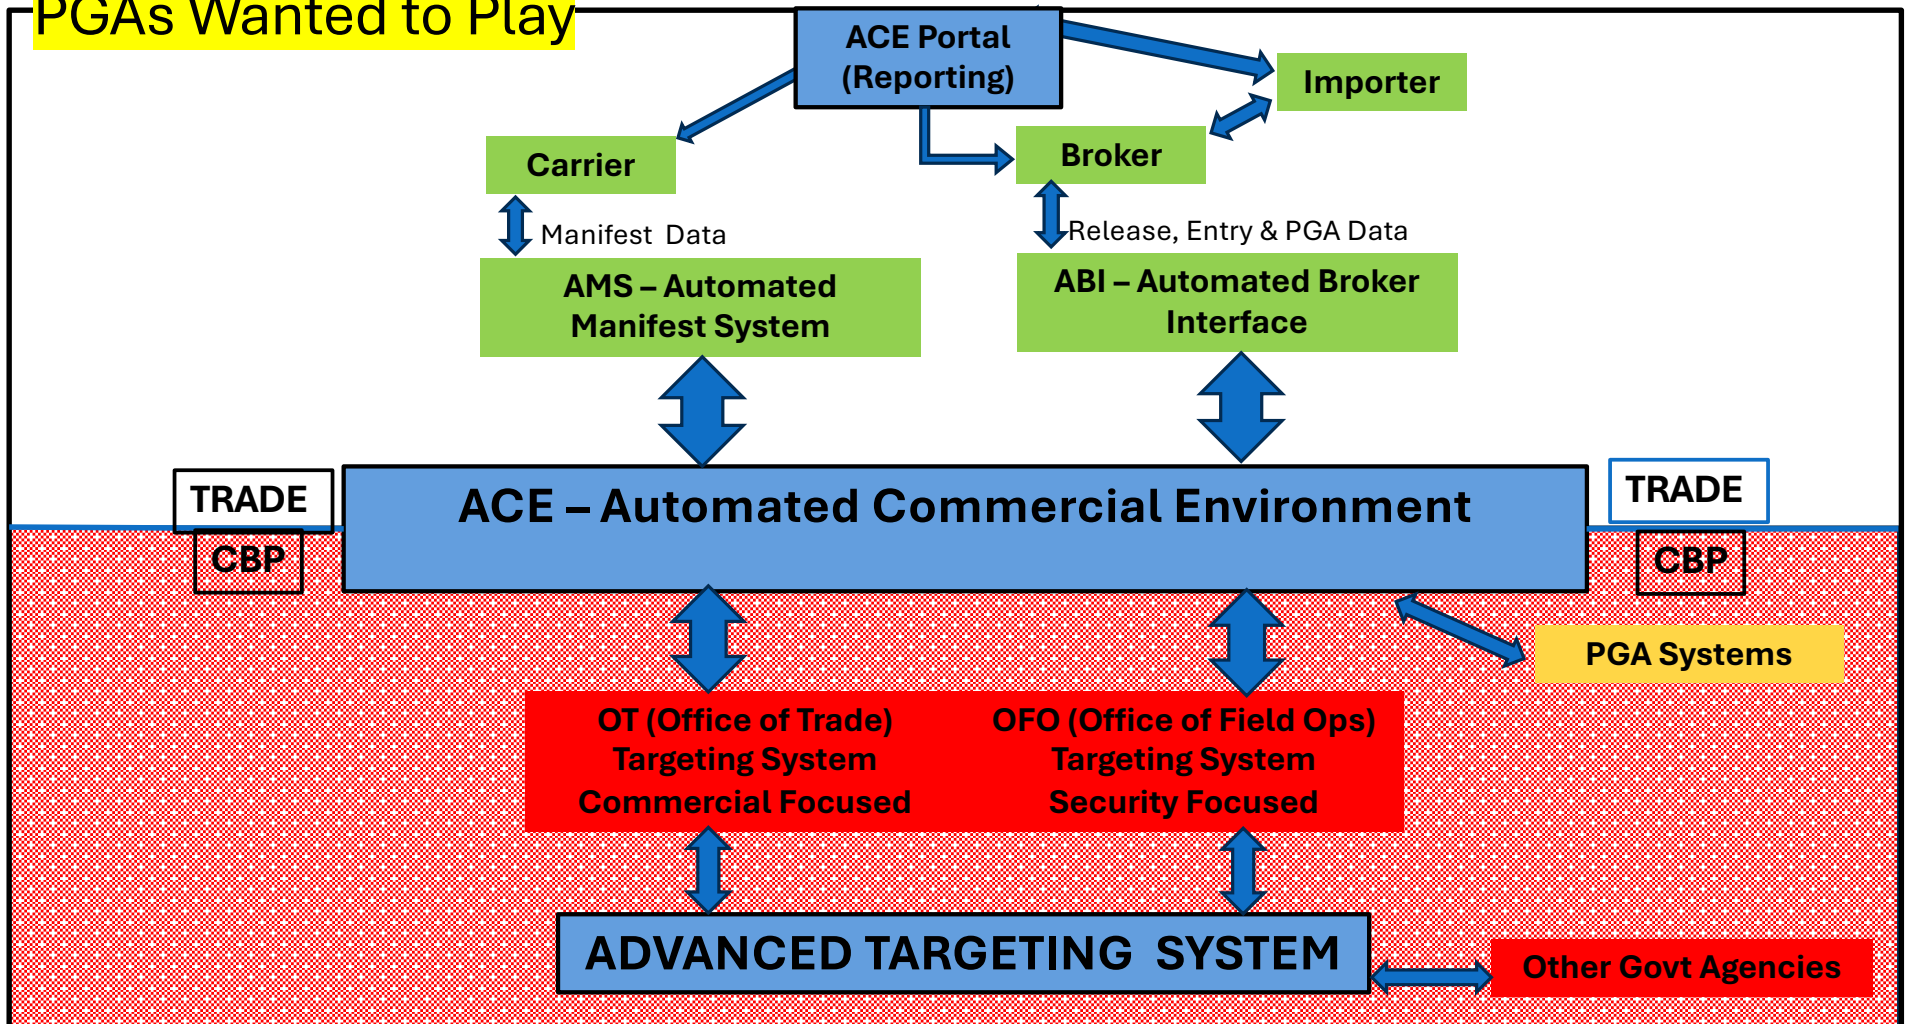 PGAs Wanted to Play
ACE Portal
(Reporting)
Importer
Carrier
Broker
Manifest  Data
Release, Entry & PGA Data
AMS – Automated
Manifest System
ABI – Automated Broker
Interface
TRADE
ACE – Automated Commercial Environment
TRADE
CBP
CBP
PGA Systems
OT (Office of Trade)
Targeting System
Commercial Focused
OFO (Office of Field Ops)
Targeting System
Security Focused
ADVANCED TARGETING  SYSTEM
Other Govt Agencies